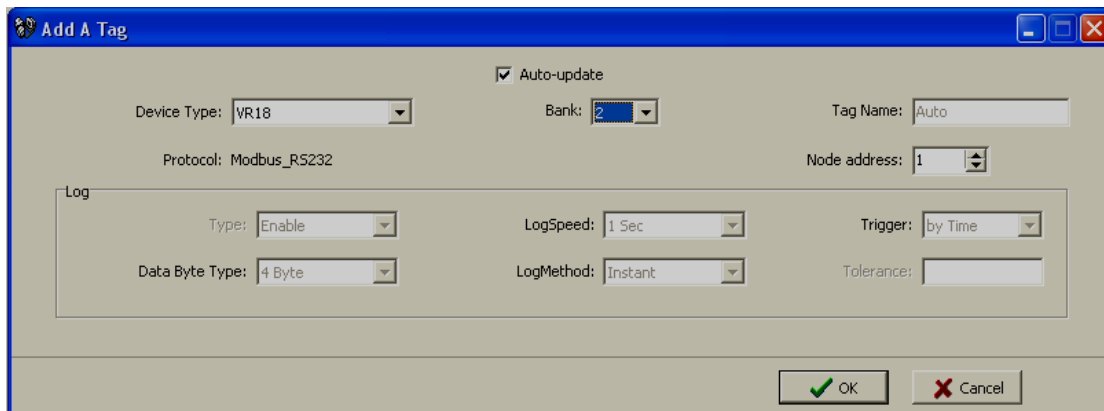 Add A Tag
Auto-update
Device Type: VR18 Bank: 2 Tag Name: Auto
Protocol: Modbus_RS232 Node address: 1
Log
Type: Enable LogSpeed: 1 Sec Trigger: by Time
Data Byte Type: 4 Byte LogMethod: Instant Tolerance:
OK Cancel